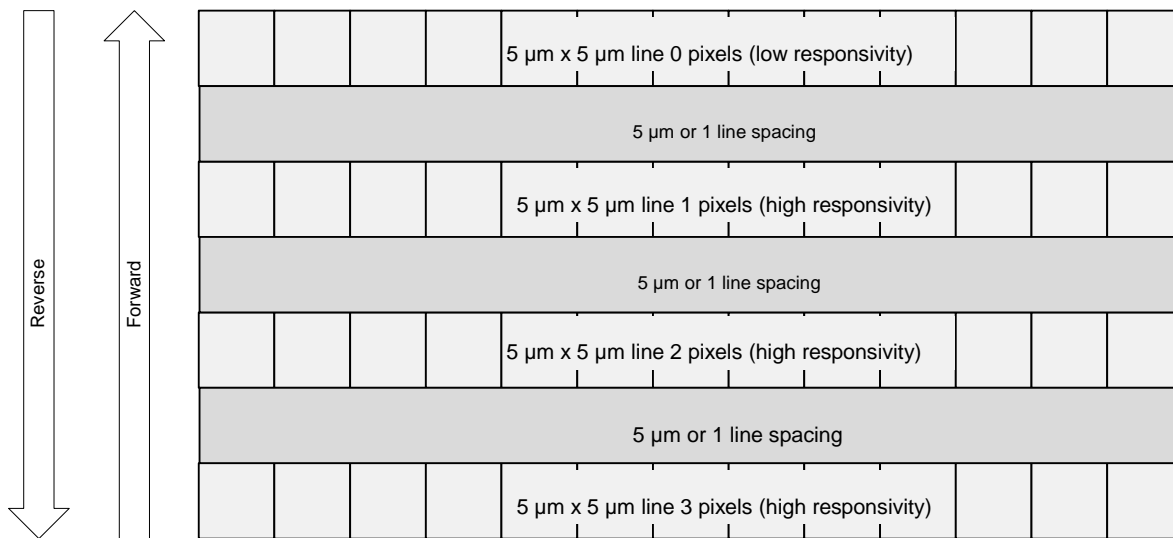 5 µm x 5 µm line 0 pixels (low responsivity)
5 µm or 1 line spacing
5 µm x 5 µm line 1 pixels (high responsivity)
5 µm or 1 line spacing
5 µm x 5 µm line 2 pixels (high responsivity)
5 µm or 1 line spacing
5 µm x 5 µm line 3 pixels (high responsivity)
Reverse
Forward